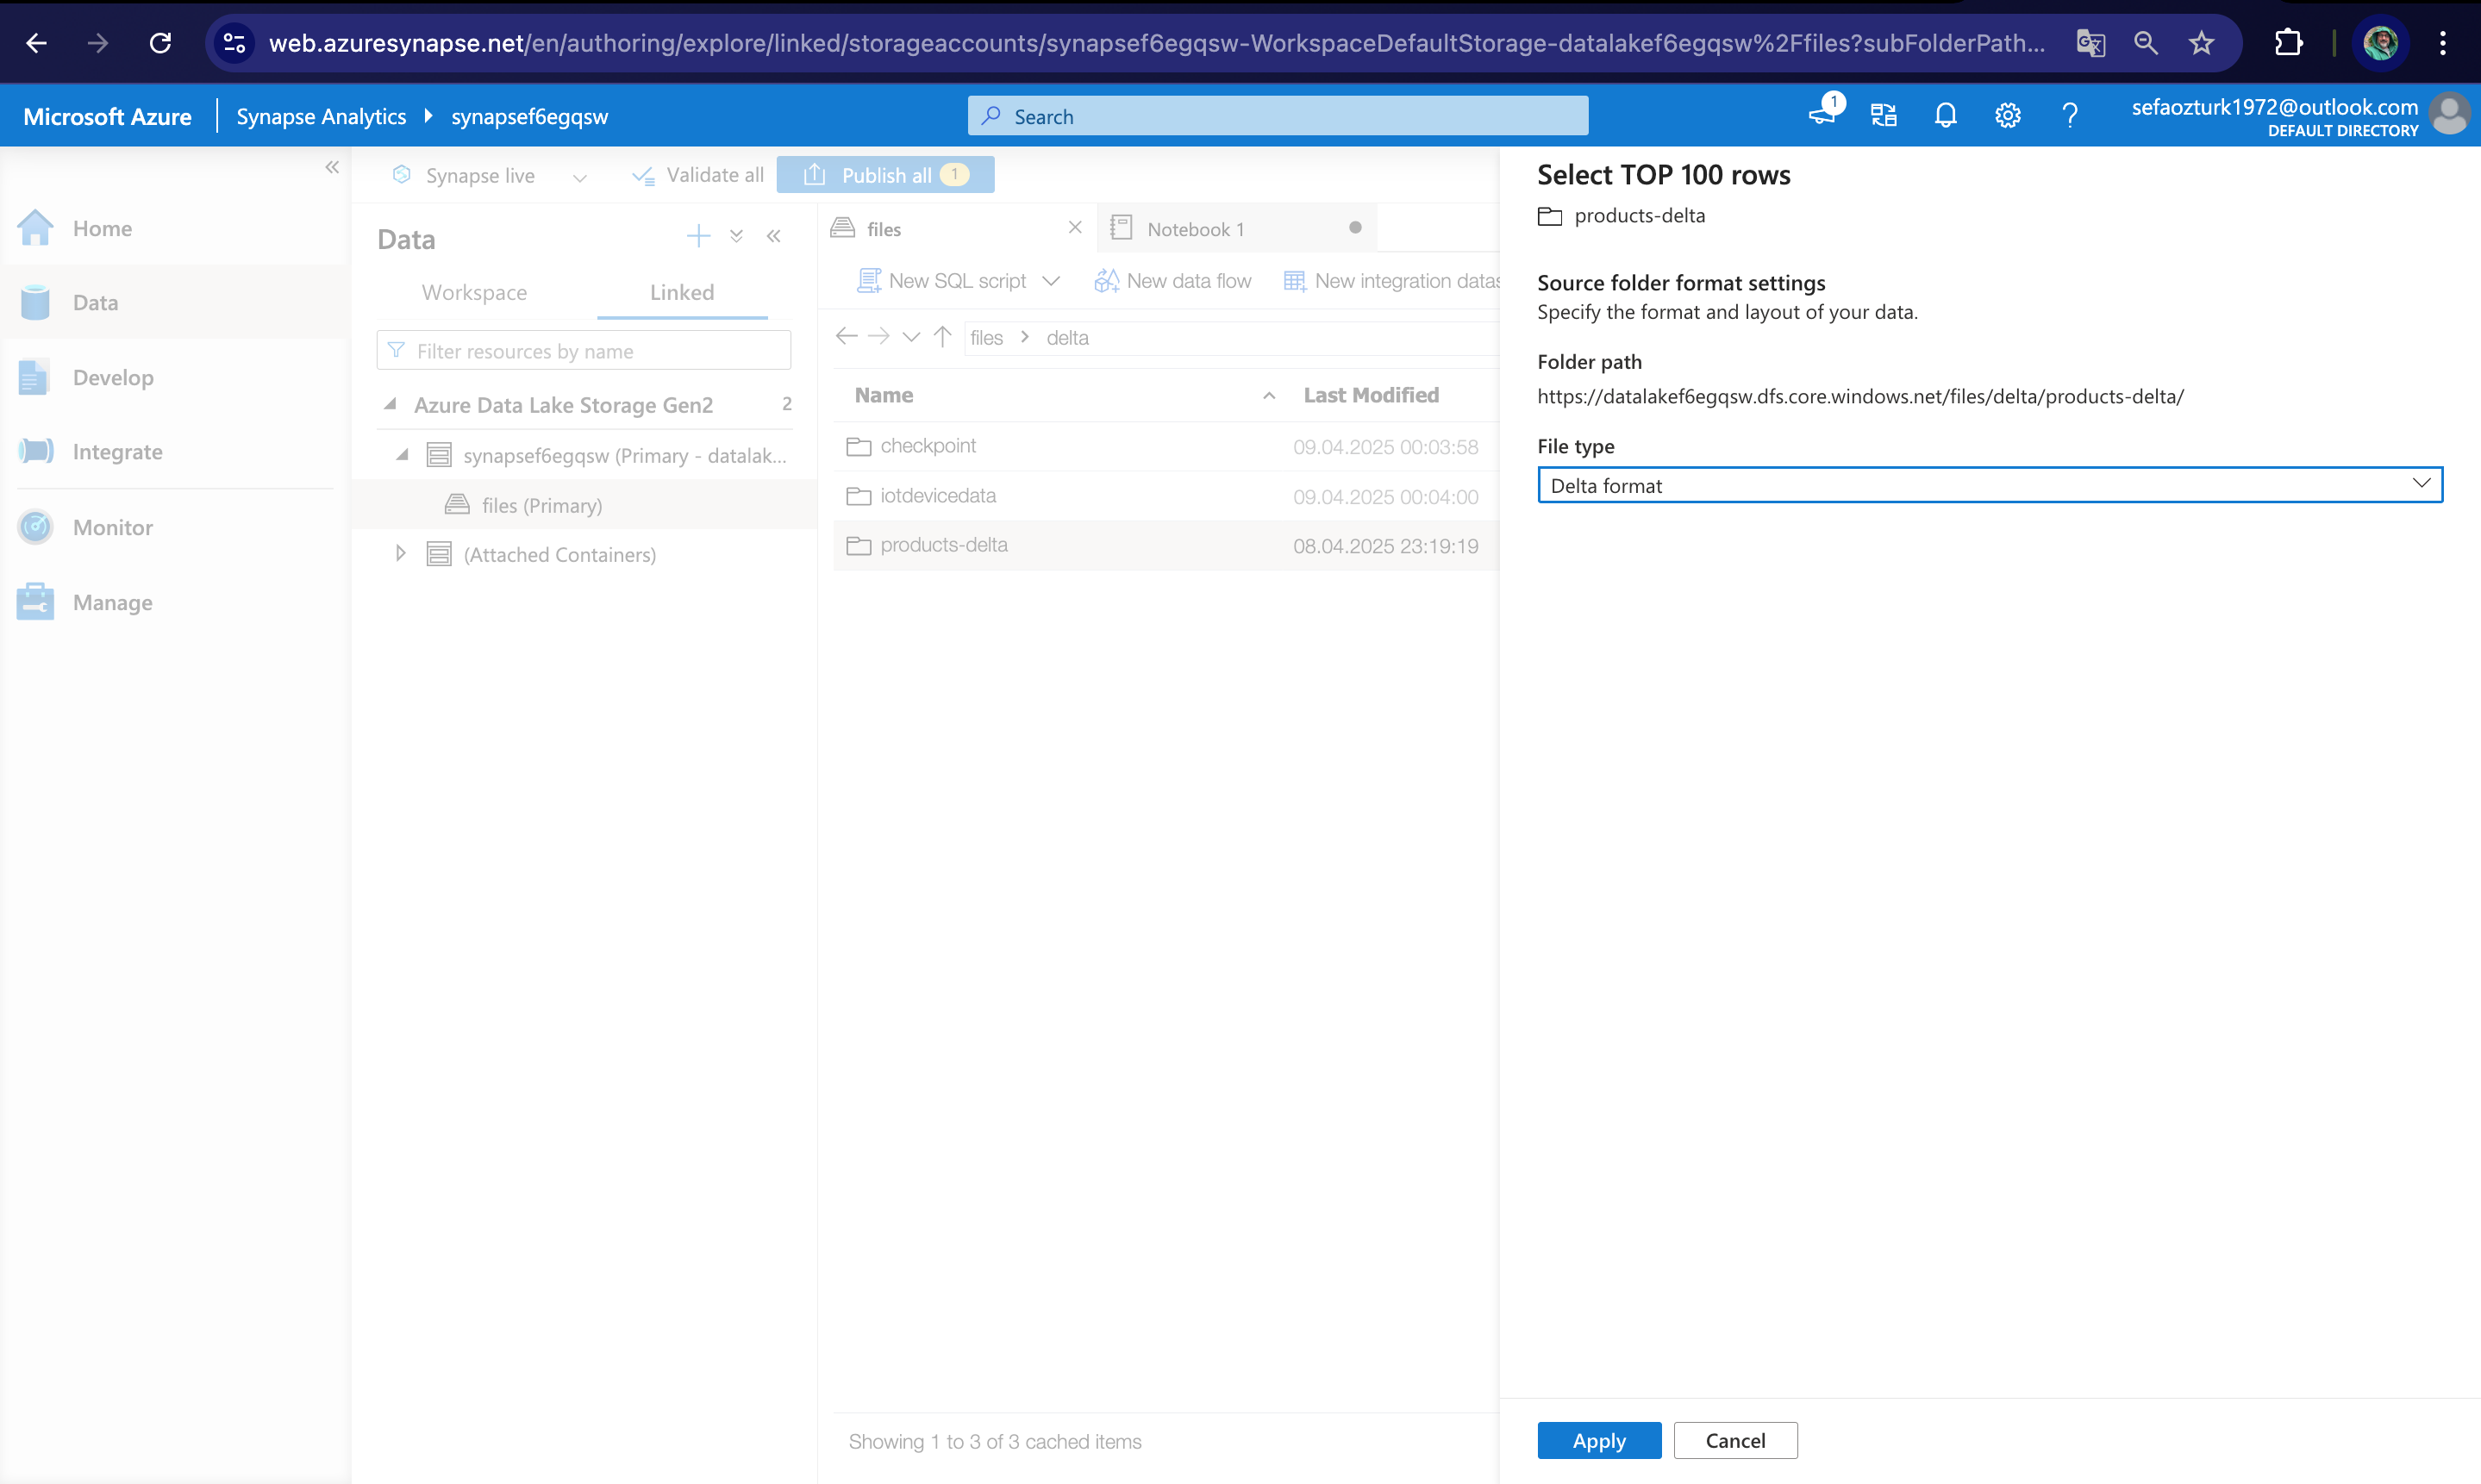 web.azuresynapse.net/en/authoring/explore/linked/storageaccounts/synapsef6egqsw-WorkspaceDefaultStorage-datalakef6egqsw%2Ffiles?subFolderPath...
Microsoft Azure
Synapse Analytics
synapsef6egqsw
Search
1
sefaozturk1972@outlook.com
DEFAULT DIRECTORY
Home
Data
Develop
Integrate
Monitor
Manage
Synapse live
Validate all
Publish all 1
Data
Workspace
Linked
Filter resources by name
Azure Data Lake Storage Gen2 2
synapsef6egqsw (Primary - datalak...
files (Primary)
(Attached Containers)
files
Notebook 1
New SQL script
New data flow
New integration datas
files > delta
Name
Last Modified
checkpoint 09.04.2025 00:03:58
iotdevicedata 09.04.2025 00:04:00
products-delta 08.04.2025 23:19:19
Showing 1 to 3 of 3 cached items
Select TOP 100 rows
products-delta
Source folder format settings
Specify the format and layout of your data.
Folder path
https://datalakef6egqsw.dfs.core.windows.net/files/delta/products-delta/
File type
Delta format
Apply
Cancel